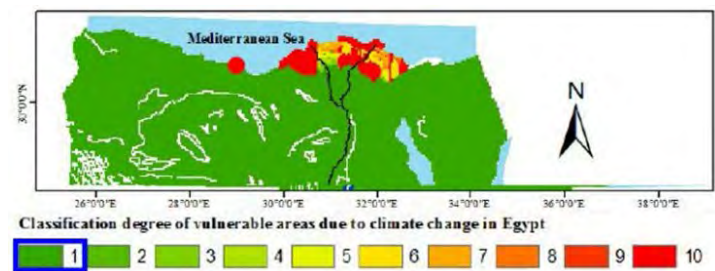 Mediterranean Sea
30°0'0"N
N
26°0'0"E 28°0'0"E 30°0'0"E 32°0'0"E 34°0'0"E 36°0'0"E 38°0'0"E
Classification degree of vulnerable areas due to climate change in Egypt
1 2 3 4 5 6 7 8 9 10